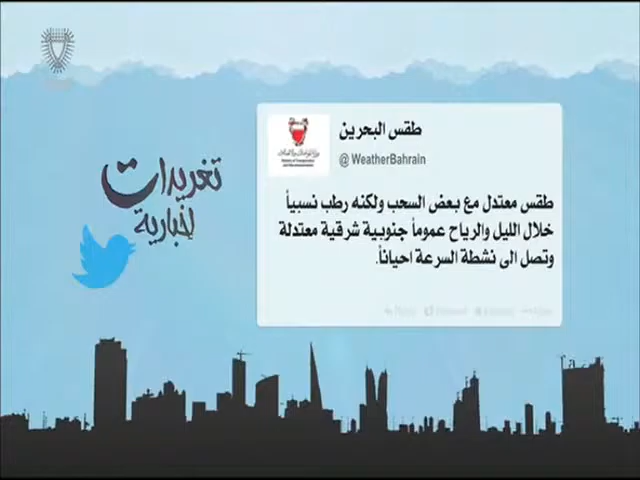 تغريدات
إخبارية
طقس البحرين
@WeatherBahrain
طقس معتدل مع بعض السحب ولكنه رطب نسبياً
خلال الليل والرياح عموماً جنوبية شرقية معتدلة
وتصل الى نشطة السرعة احياناً.